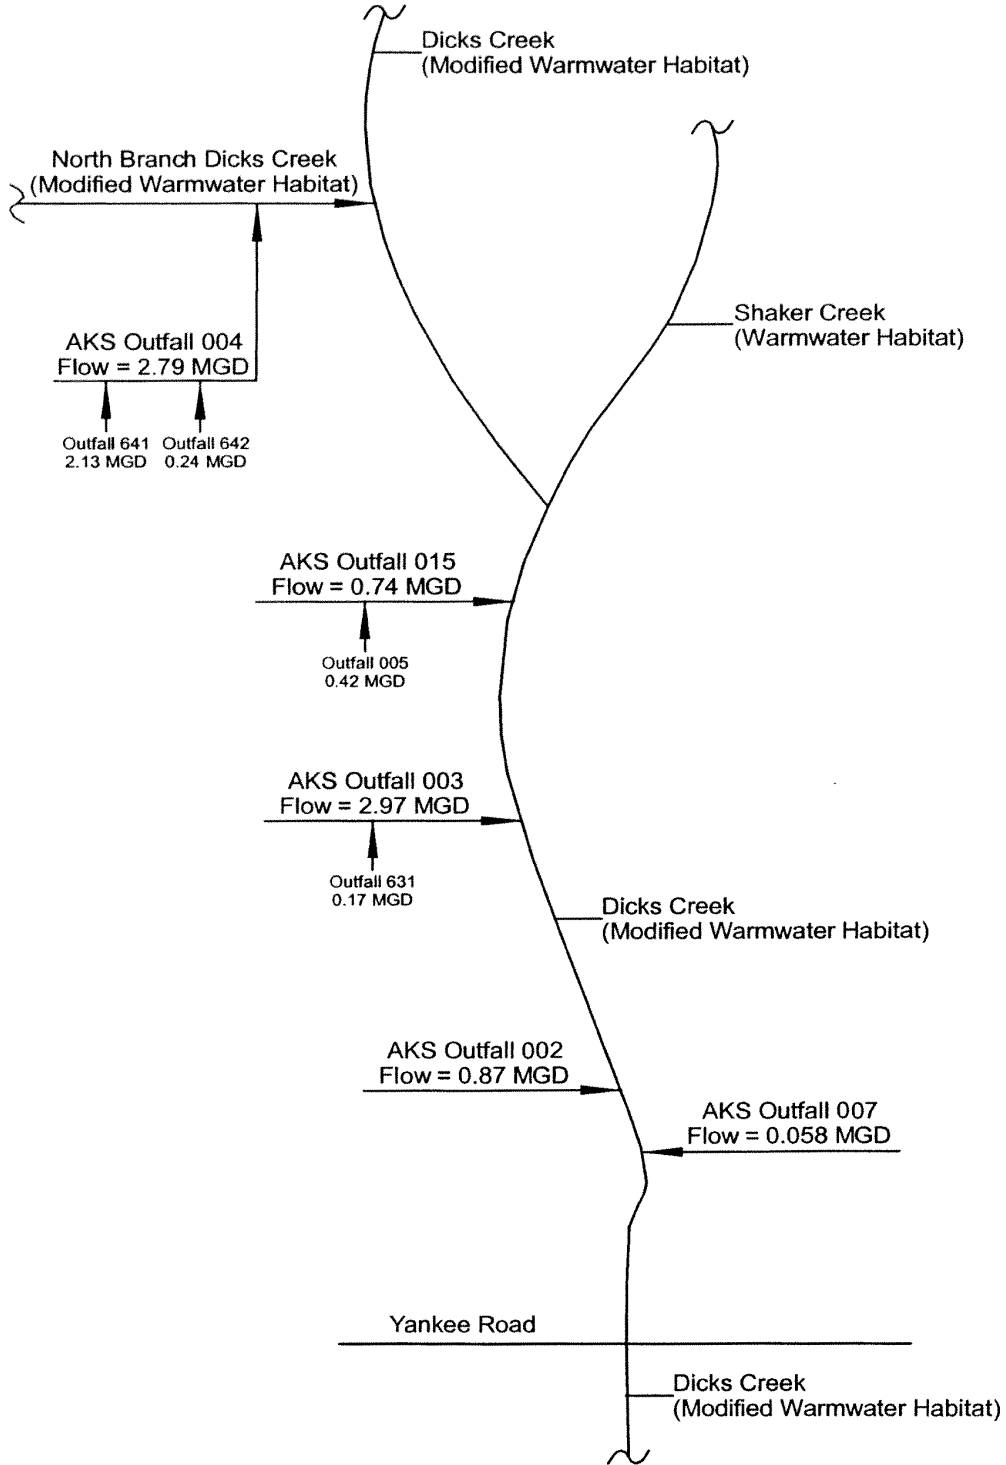 Dicks Creek
(Modified Warmwater Habitat)
North Branch Dicks Creek
(Modified Warmwater Habitat)
Shaker Creek
(Warmwater Habitat)
AKS Outfall 004
Flow = 2.79 MGD
Outfall 641
2.13 MGD
Outfall 642
0.24 MGD
AKS Outfall 015
Flow = 0.74 MGD
Outfall 005
0.42 MGD
AKS Outfall 003
Flow = 2.97 MGD
Outfall 631
0.17 MGD
Dicks Creek
(Modified Warmwater Habitat)
AKS Outfall 002
Flow = 0.87 MGD
AKS Outfall 007
Flow = 0.058 MGD
Yankee Road
Dicks Creek
(Modified Warmwater Habitat)